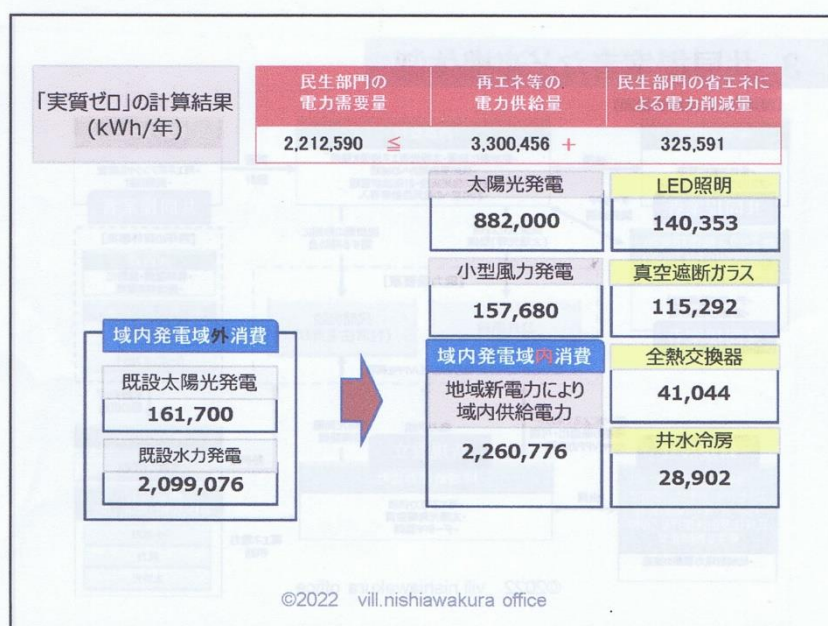 「実質ゼロ」の計算結果
(kWh/年)
民生部門の
電力需要量
再エネ等の
電力供給量
民生部門の省エネに
よる電力削減量
2,212,590 ≦ 3,300,456 + 325,591
太陽光発電
882,000
LED照明
140,353
小型風力発電
157,680
真空遮断ガラス
115,292
域内発電域外消費
既設太陽光発電
161,700
既設水力発電
2,099,076
域内発電域内消費
地域新電力により
域内供給電力
2,260,776
全熱交換器
41,044
井水冷房
28,902
©2022 vill.nishiawakura office